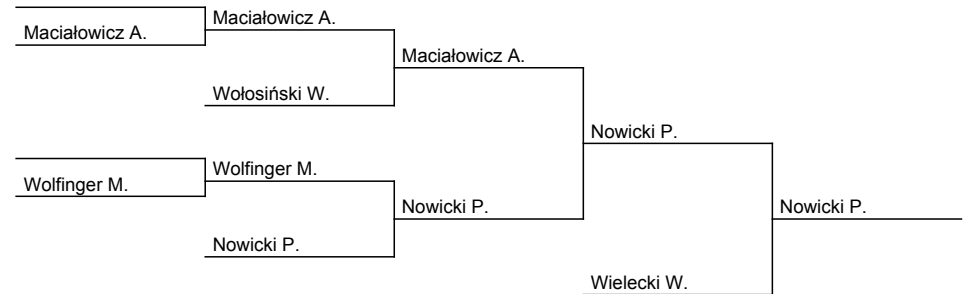 Maciałowicz A.
Maciałowicz A.
Maciałowicz A.
Wołosiński W.
Nowicki P.
Wolfinger M.
Wolfinger M.
Nowicki P.
Nowicki P.
Nowicki P.
Wielecki W.